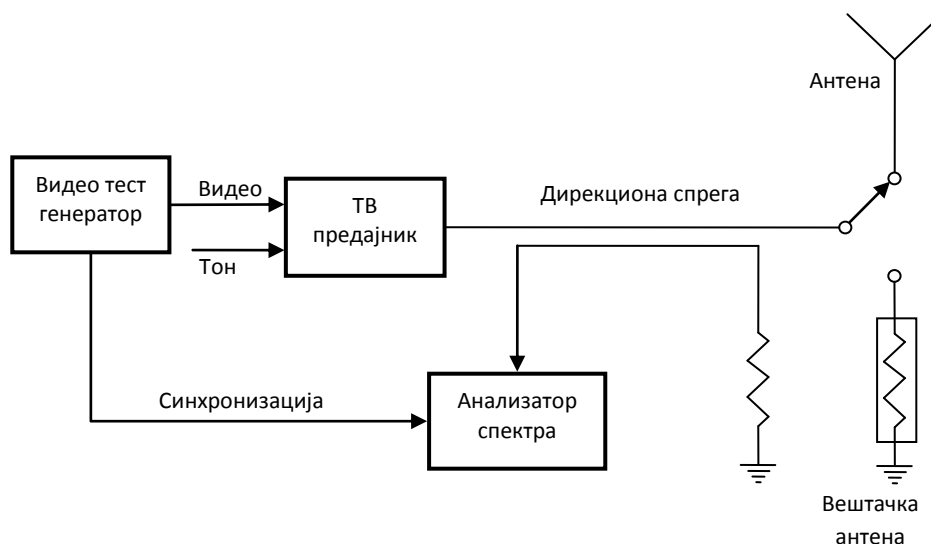 Антена
Видео тест
генератор
Видео
Тон
ТВ
предајник
Дирекциона спрега
Синхронизација
Анализатор
спектра
Вештачка
антена